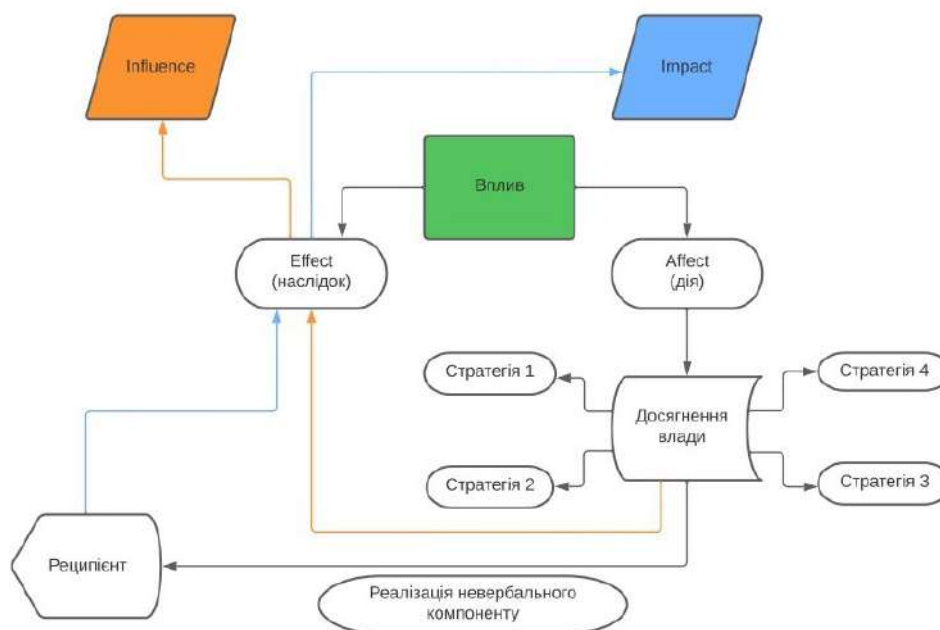 Influence
Impact
Вплив
Effect
(наслідок)
Affect
(дія)
Стратегія 1
Стратегія 4
Досягнення
влади
Стратегія 2
Стратегія 3
Реципієнт
Реалізація невербального
компоненту